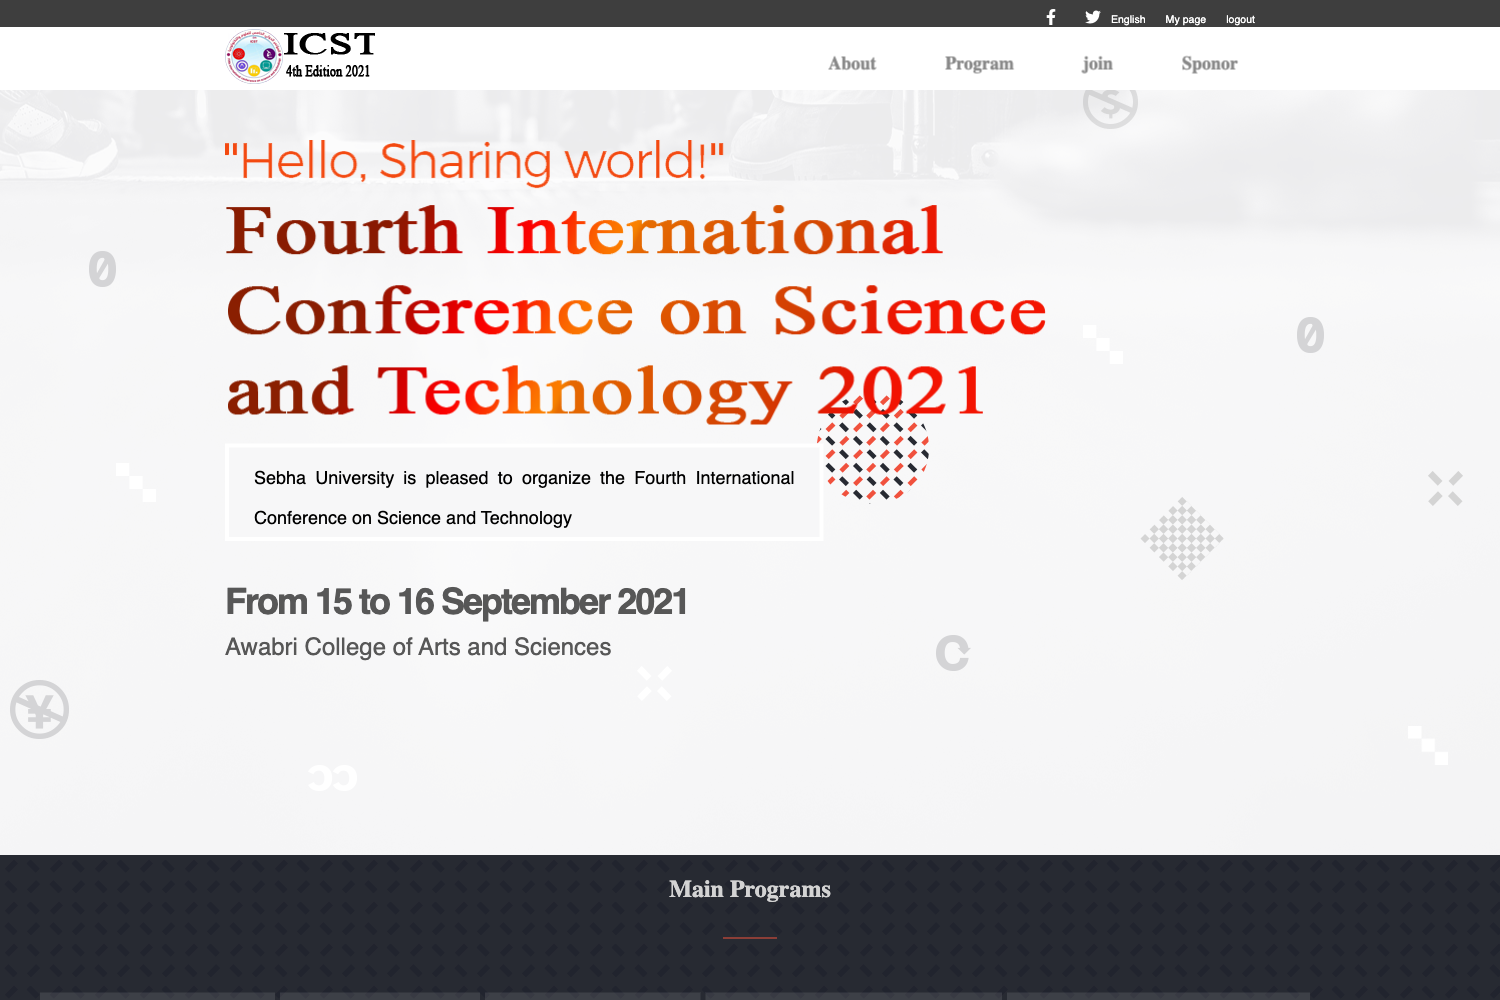 English My page logout
ICST
4th Edition 2021
About Program join Sponor
"Hello, Sharing world!"
Fourth International
Conference on Science
and Technology 2021
Sebha University is pleased to organize the Fourth International
Conference on Science and Technology
From 15 to 16 September 2021
Awabri College of Arts and Sciences
Main Programs